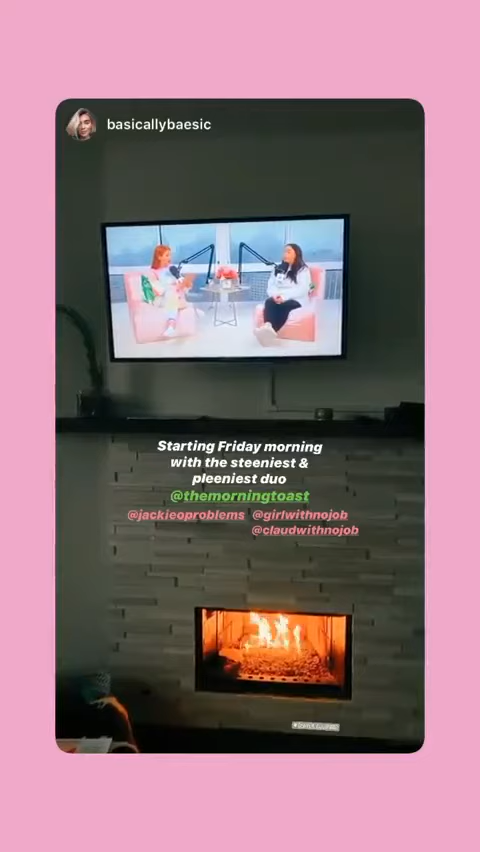 basicallybaesic
Starting Friday morning
with the steeniest &
pleeniest duo
@themorningtoast
@jackieoproblems @girlwithnojob
@claudwithnojob